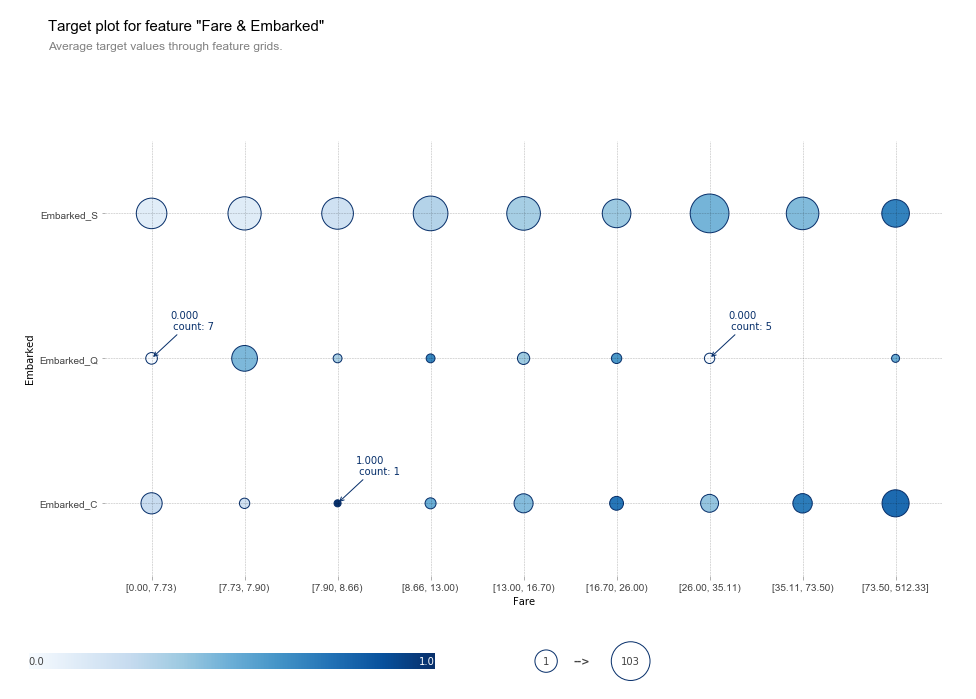 Target plot for feature "Fare & Embarked"
Average target values through feature grids.
Embarked_S
0.000
count: 7
0.000
count: 5
Embarked
Embarked_Q
1.000
count: 1
Embarked_C
[0.00, 7.73) [7.73, 7.90) [7.90, 8.66) [8.66, 13.00) [13.00, 16.70) [16.70, 26.00) [26.00, 35.11) [35.11, 73.50) [73.50, 512.33]
Fare
0.0 1.0 1 --> 103